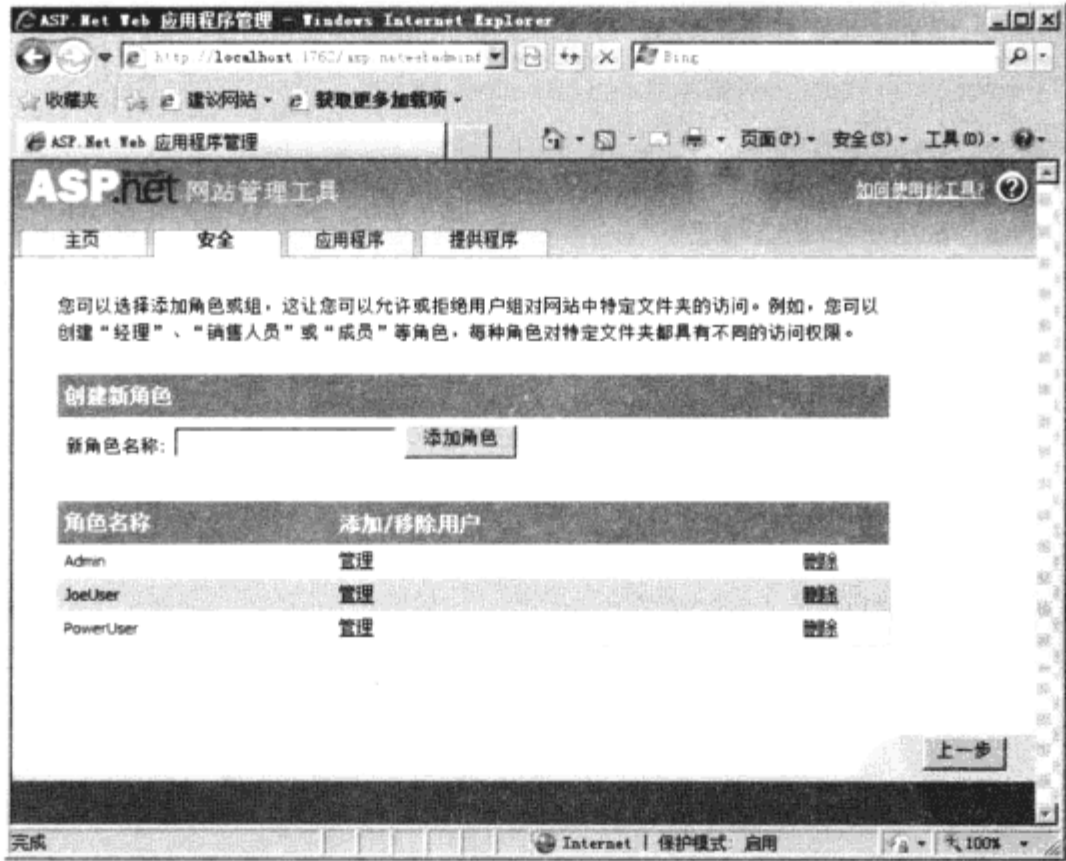 ASP.Net Web 应用程序管理 - Windows Internet Explorer
http://localhost:1762/asp.netwebadminf
Bing
收藏夹 建议网站 获取更多加载项
ASP.Net Web 应用程序管理 页面(P) 安全(S) 工具(O)
ASP.net 网站管理工具 如何使用此工具? ?
主页 安全 应用程序 提供程序
您可以选择添加角色或组，这让您可以允许或拒绝用户组对网站中特定文件夹的访问。例如，您可以
创建“经理”、“销售人员”或“成员”等角色，每种角色对特定文件夹都具有不同的访问权限。
创建新角色
新角色名称: 添加角色
角色名称 添加/移除用户
Admin 管理 删除
JoeUser 管理 删除
PowerUser 管理 删除
上一步
完成 Internet | 保护模式: 启用 100%